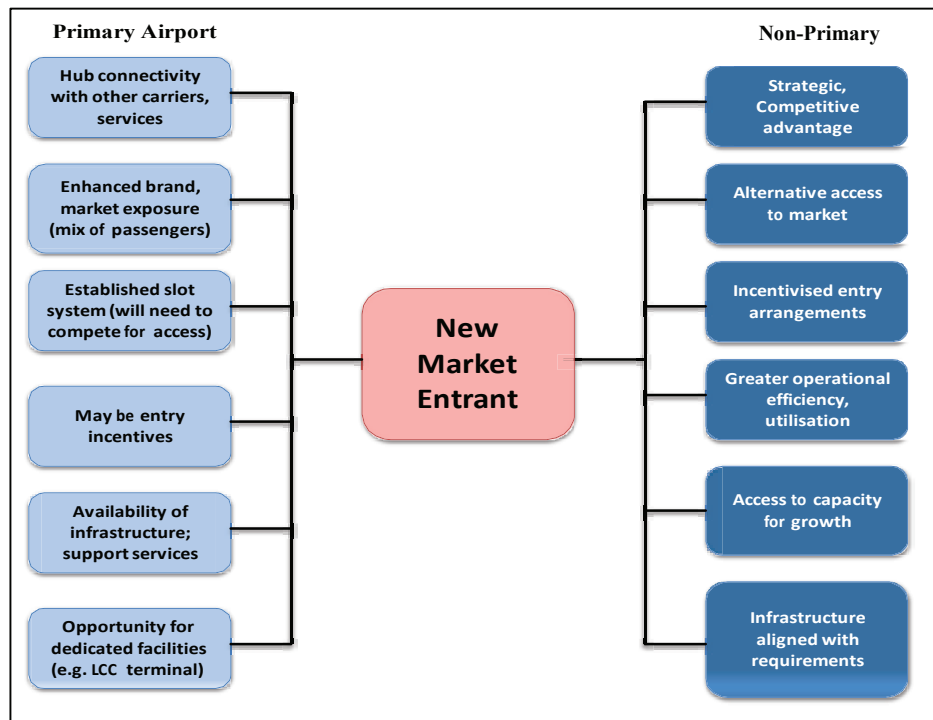 Primary Airport
Hub connectivity
with other carriers,
services
Enhanced brand,
market exposure
(mix of passengers)
Established slot
system (will need to
compete for access)
May be entry
incentives
Availability of
infrastructure;
support services
Opportunity for
dedicated facilities
(e.g. LCC terminal)
New
Market
Entrant
Non-Primary
Strategic,
Competitive
advantage
Alternative access
to market
Incentivised entry
arrangements
Greater operational
efficiency,
utilisation
Access to capacity
for growth
Infrastructure
aligned with
requirements